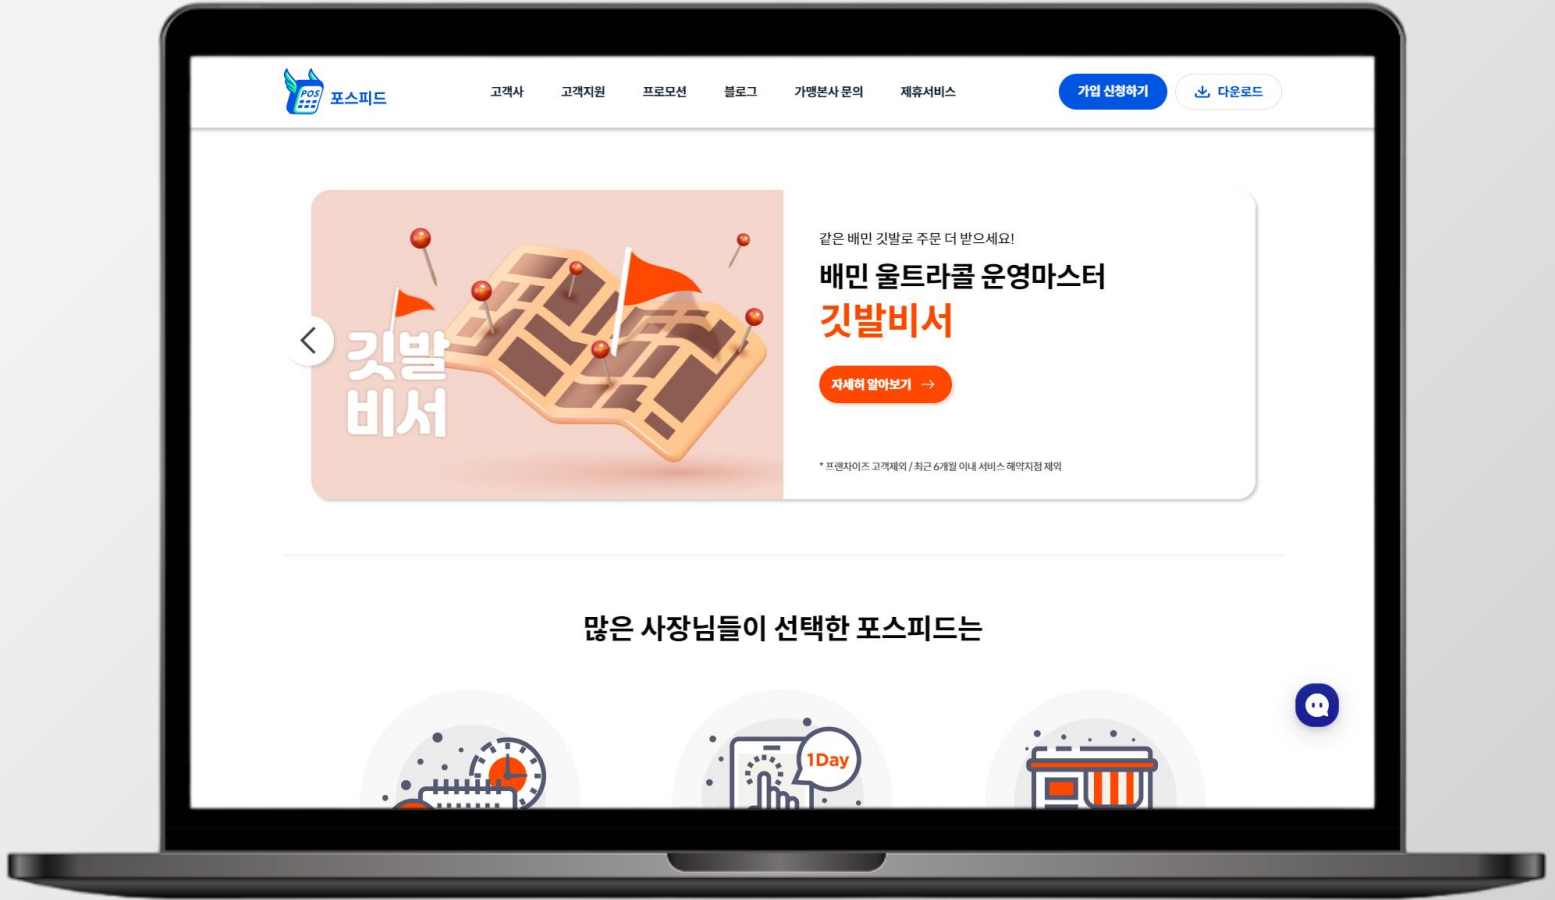 POS
포스피드
고객사
고객지원
프로모션
블로그
가맹본사 문의
제휴서비스
가입 신청하기
다운로드
깃발
비서
같은 배민 깃발로 주문 더 받으세요!
배민 울트라콜 운영마스터
깃발비서
자세히 알아보기 →
* 프랜차이즈 고객제외 / 최근 6개월 이내 서비스 해약지점 제외
많은 사장님들이 선택한 포스피드는
1Day